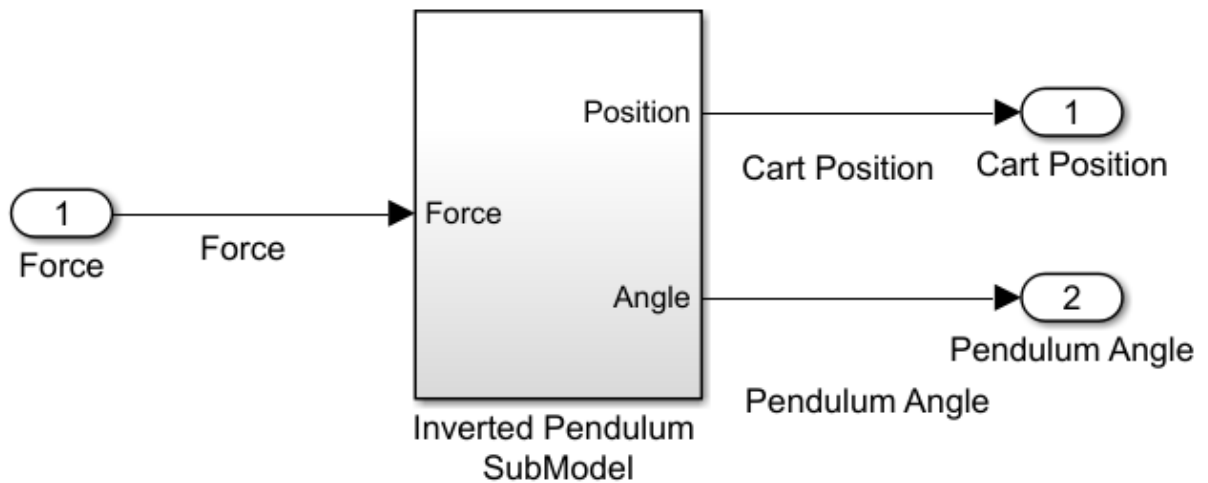 Position
1
Cart Position
Cart Position
1
Force
Force
Force
Angle
2
Pendulum Angle
Pendulum Angle
Inverted Pendulum
SubModel